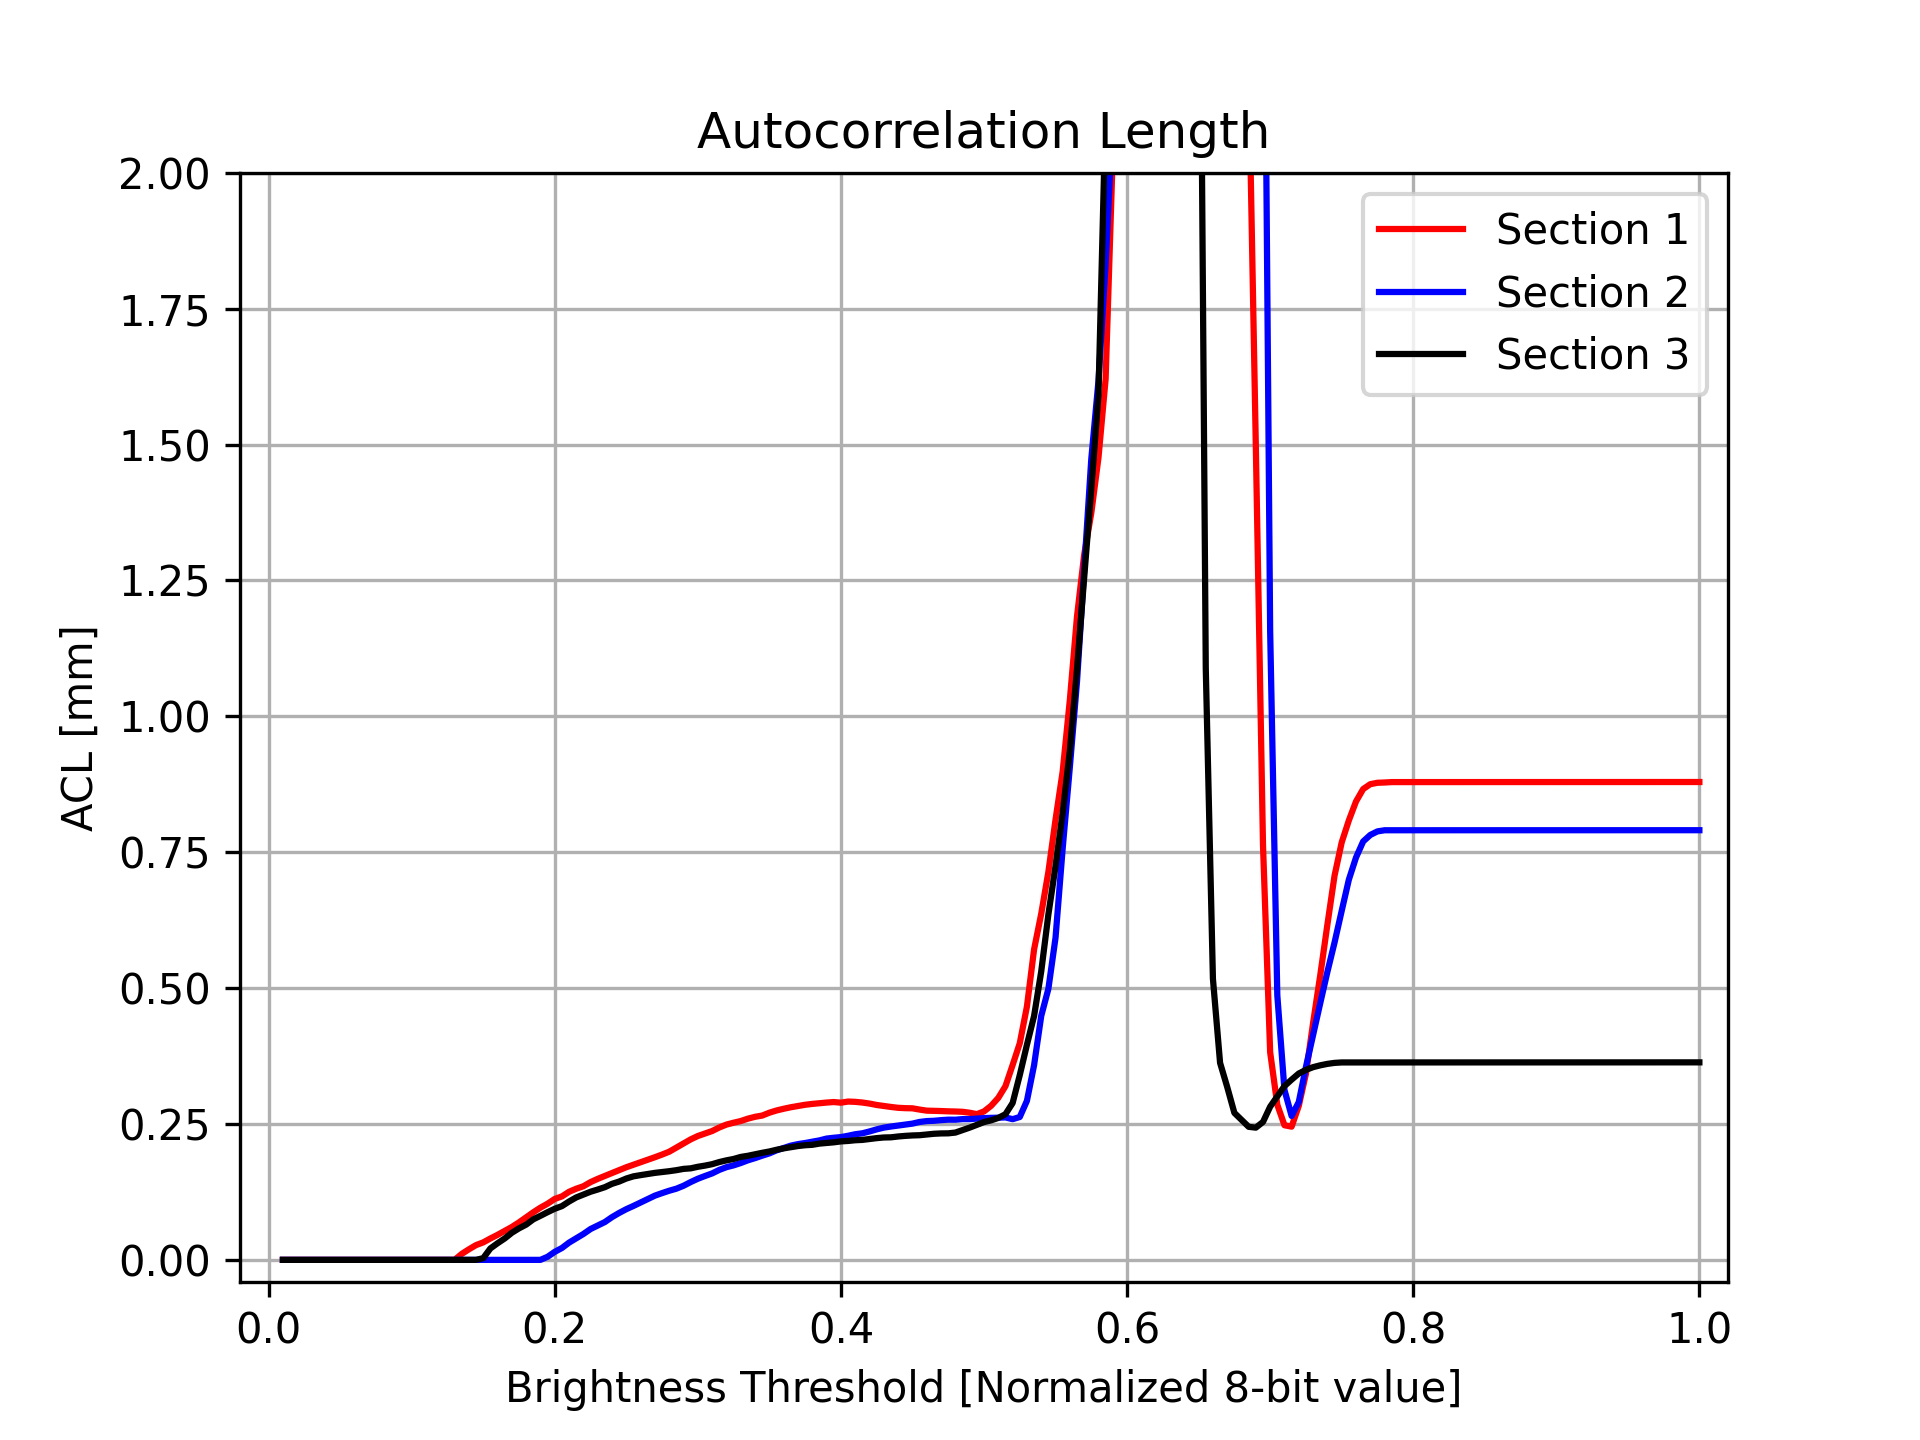 Autocorrelation Length
2.00
1.75
1.50
1.25
1.00
0.75
0.50
0.25
0.00
ACL [mm]
Section 1
Section 2
Section 3
0.0 0.2 0.4 0.6 0.8 1.0
Brightness Threshold [Normalized 8-bit value]